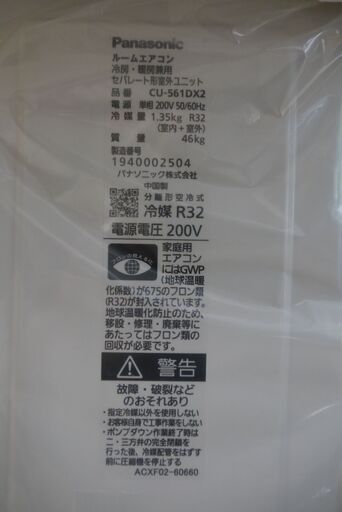 Panasonic
ルームエアコン
冷房・暖房兼用
セパレート形室外ユニット
品番 CU-561DX2
電源 単相 200V 50/60Hz
冷媒量 1.35kg R32
(室内+室外)
質量 46kg
製造番号
1940002504
パナソニック株式会社
中国製
分離形空冷式
冷媒 R32
電源電圧 200V
家庭用
エアコン
にはGWP
(地球温暖
化係数)が675のフロン類
(R32)が封入されています。
地球温暖化防止のため、
移設・修理・廃棄等に
あたってはフロン類の
回収が必要です。
警告
故障・破裂など
のおそれあり
・指定冷媒以外を使用しない
・お客様自身で工事作業をしない
・ポンプダウン作業終了時は
二・三方弁の完全閉鎖を
行った後、冷媒配管をはずす
前に圧縮機を停止する
ACXF02-60660